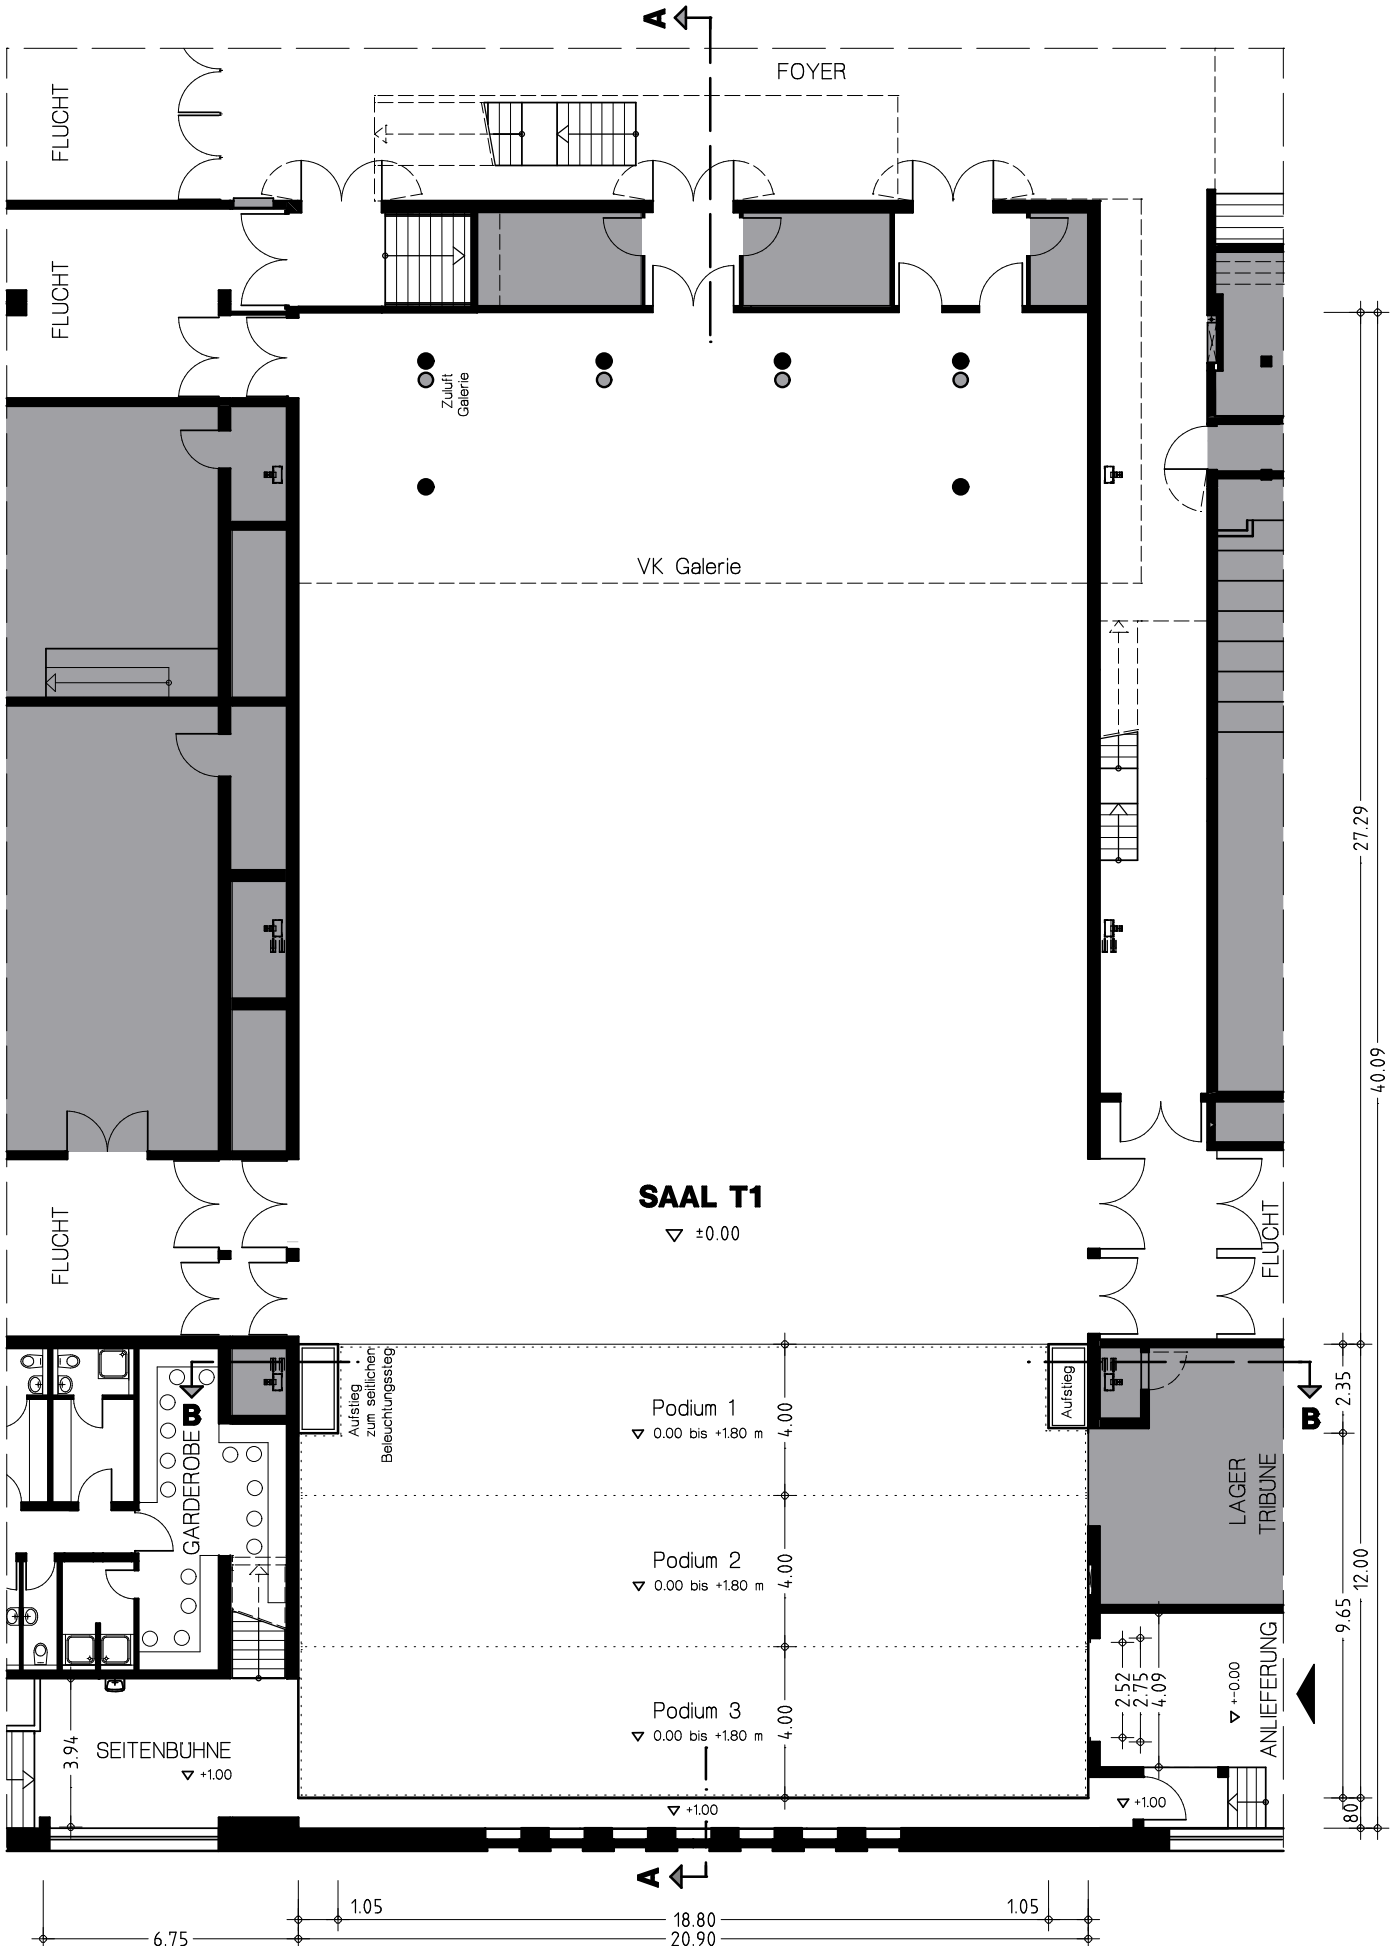 A
FOYER
FLUCHT
FLUCHT
Zuluft
Galerie
VK Galerie
27.29
40.09
SAAL T1
±0.00
FLUCHT
FLUCHT
Aufstieg
zum seitlichen
Beleuchtungssteg
Aufstieg
B
B
GARDEROBE
Podium 1
0.00 bis +1.80 m
4.00
2.35
LAGER
TRIBUNE
Podium 2
0.00 bis +1.80 m
4.00
12.00
9.65
Podium 3
0.00 bis +1.80 m
4.00
2.52
2.75
4.09
+-0.00
ANLIEFERUNG
3.94
SEITENBUHNE
+1.00
+1.00
+1.00
80
A
1.05
18.80
1.05
6.75
20.90